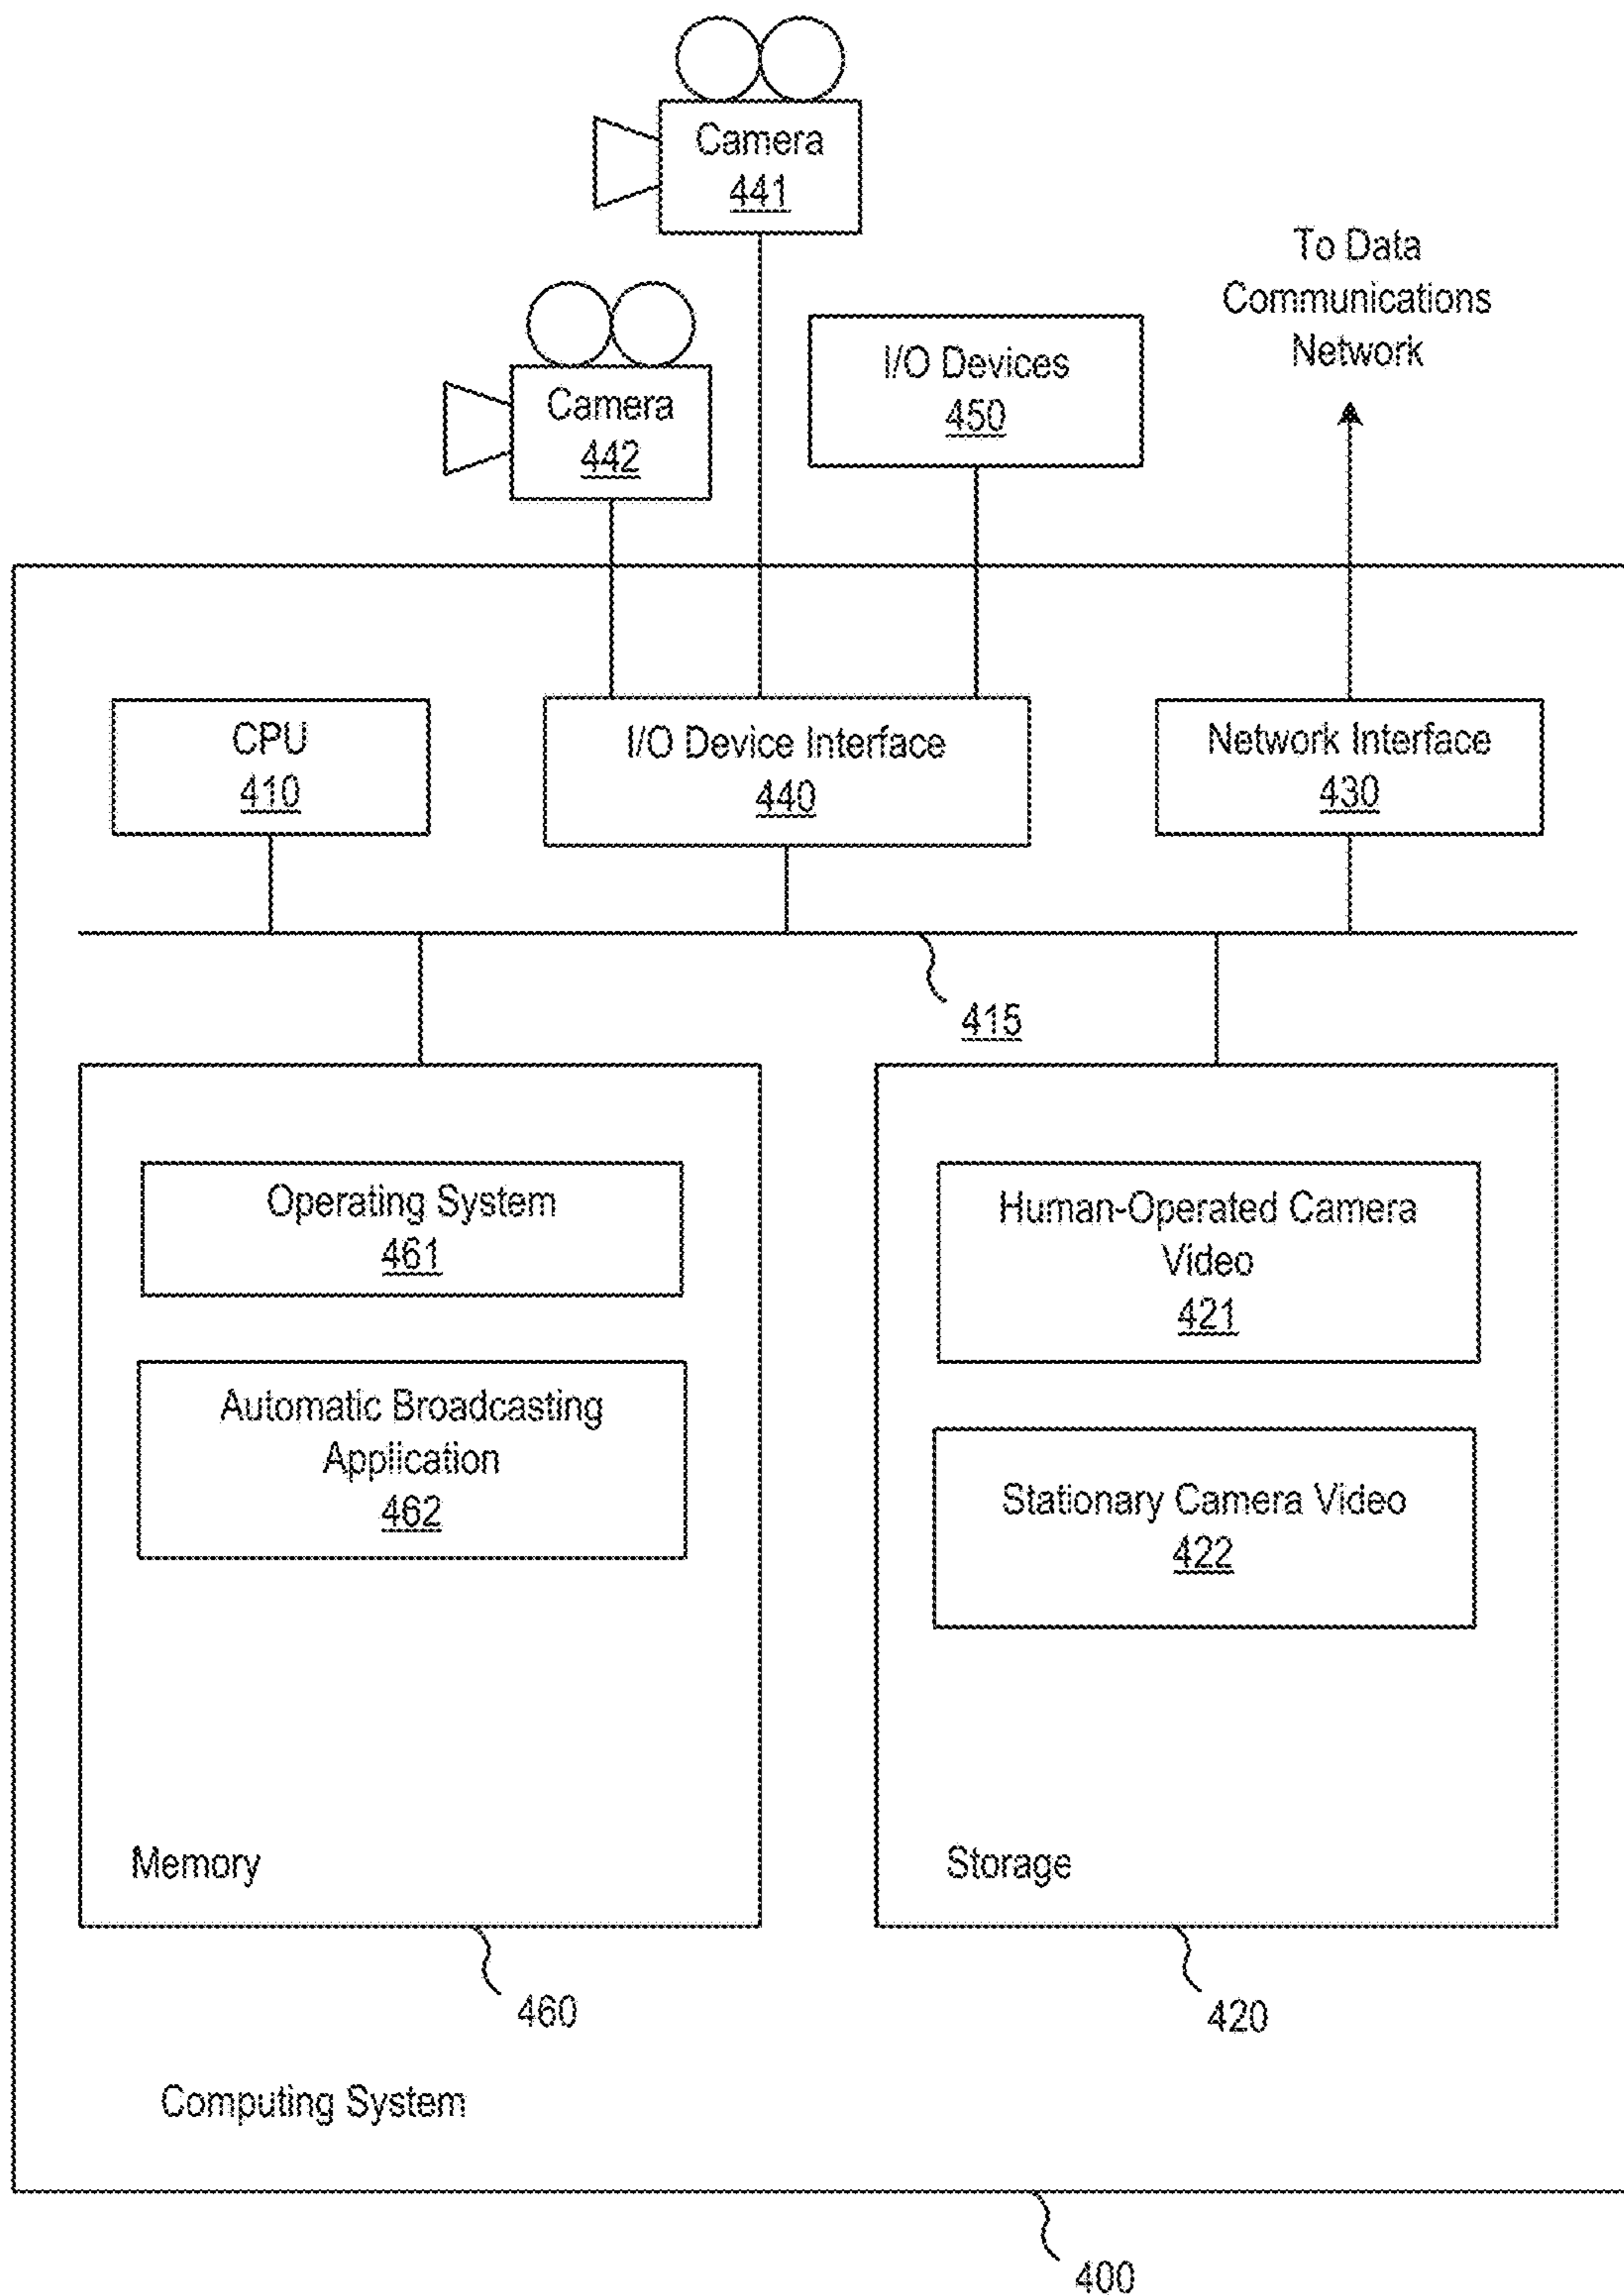 Camera
441
To Data
Communications
Network
Camera
442
I/O Devices
450
CPU
410
I/O Device Interface
440
Network Interface
430
415
Operating System
461
Automatic Broadcasting
Application
462
Memory
460
Human-Operated Camera
Video
421
Stationary Camera Video
422
Storage
420
Computing System
400